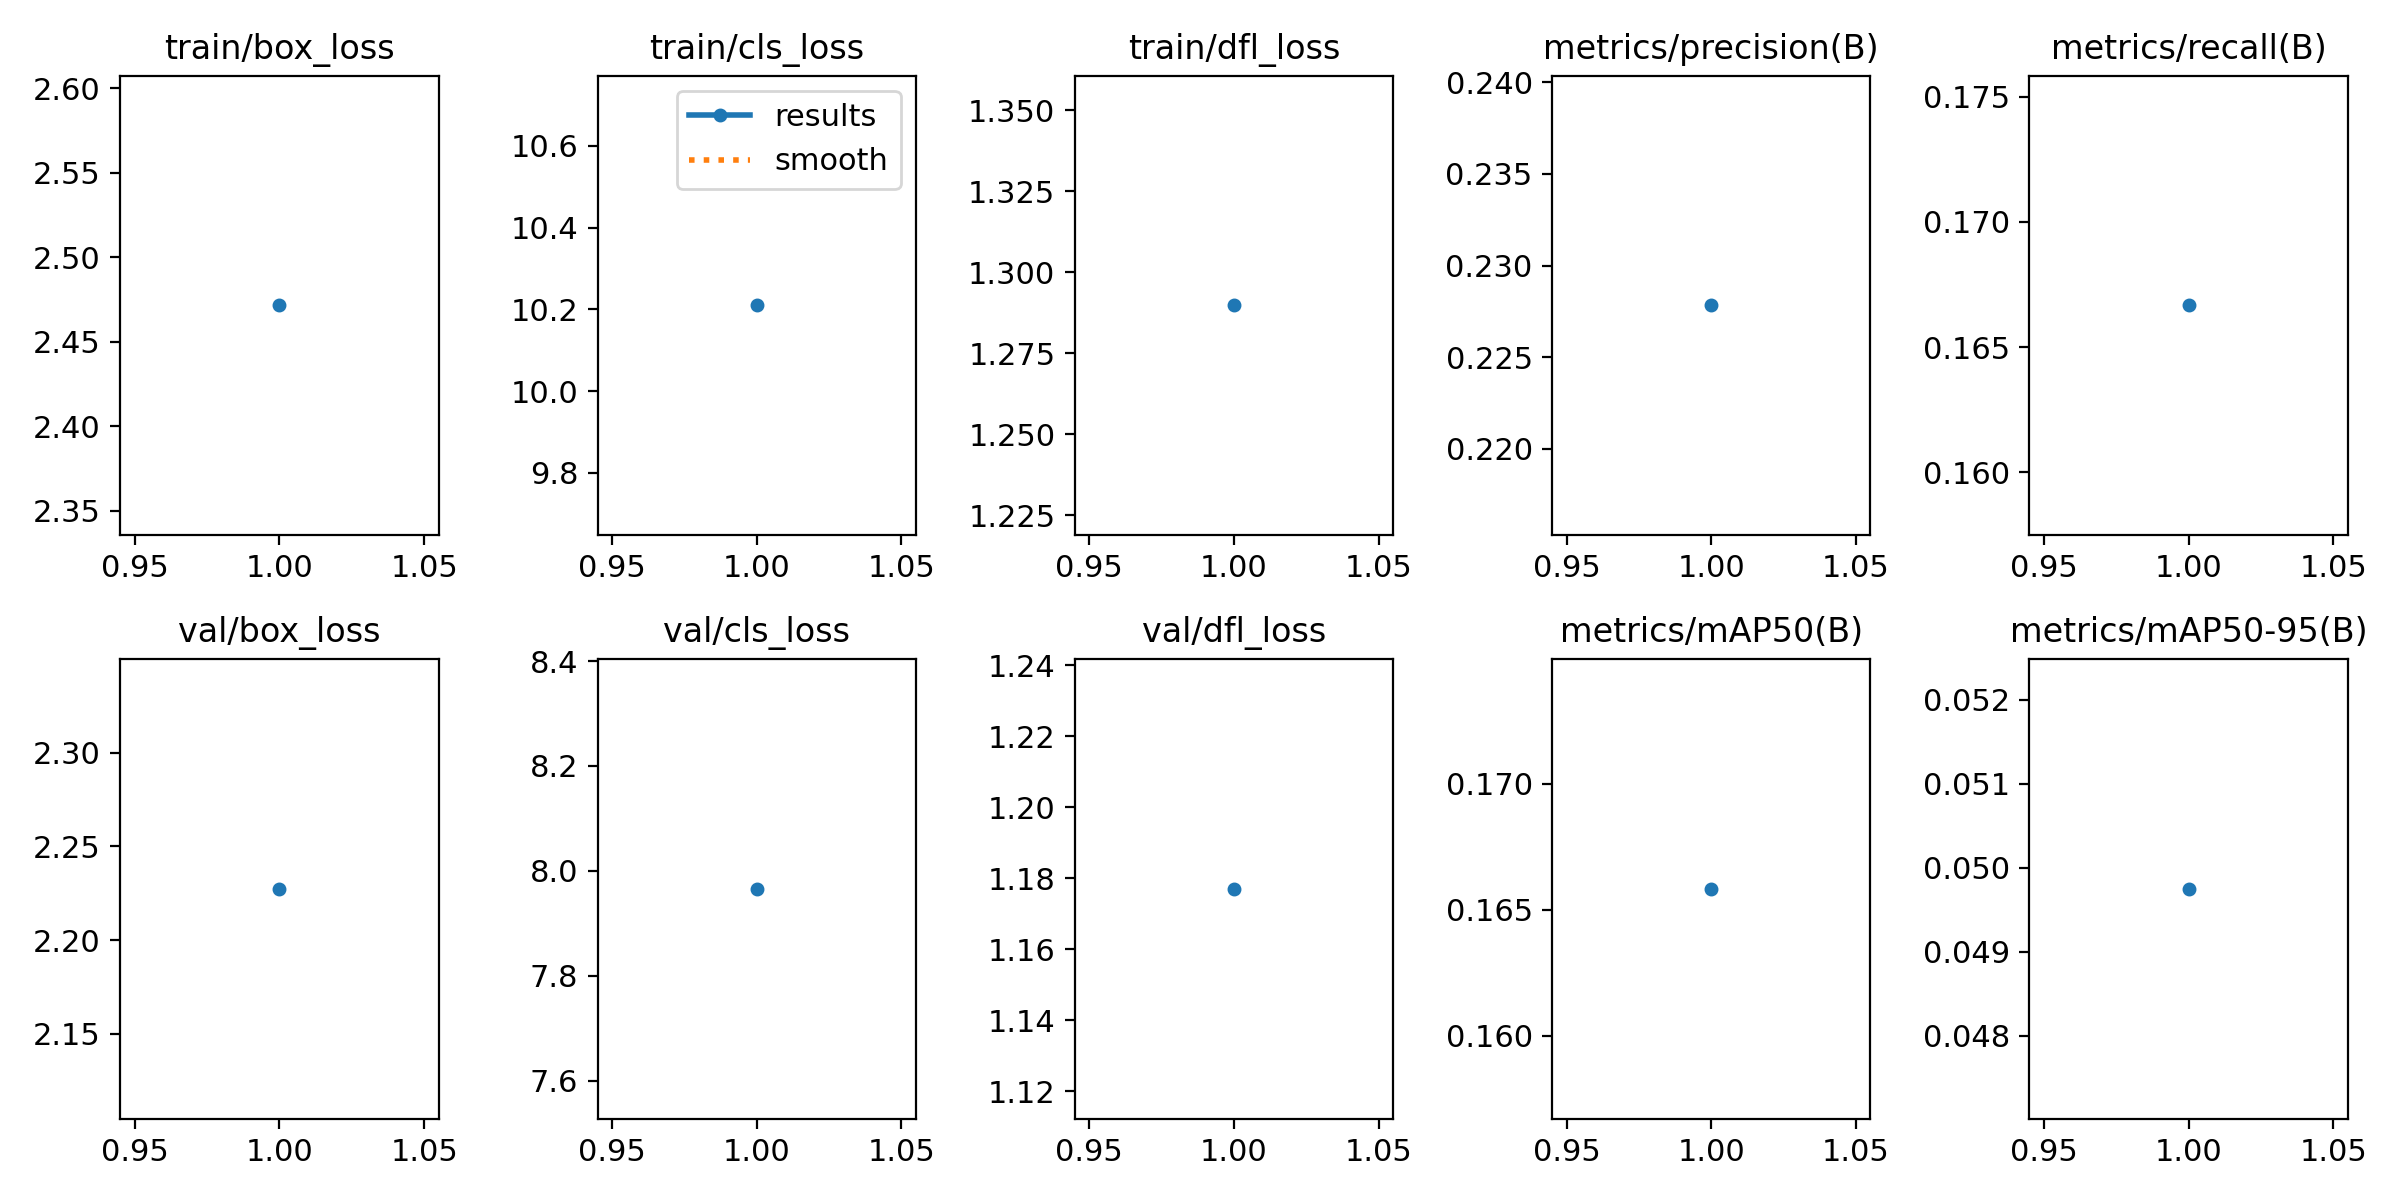 train/box_loss
train/cls_loss
train/dfl_loss
metrics/precision(B)
metrics/recall(B)
2.60
2.55
2.50
2.45
2.40
2.35
0.95 1.00 1.05
results
smooth
10.6
10.4
10.2
10.0
9.8
0.95 1.00 1.05
1.350
1.325
1.300
1.275
1.250
1.225
0.95 1.00 1.05
0.240
0.235
0.230
0.225
0.220
0.95 1.00 1.05
0.175
0.170
0.165
0.160
0.95 1.00 1.05
val/box_loss
val/cls_loss
val/dfl_loss
metrics/mAP50(B)
metrics/mAP50-95(B)
2.30
2.25
2.20
2.15
0.95 1.00 1.05
8.4
8.2
8.0
7.8
7.6
0.95 1.00 1.05
1.24
1.22
1.20
1.18
1.16
1.14
1.12
0.95 1.00 1.05
0.170
0.165
0.160
0.95 1.00 1.05
0.052
0.051
0.050
0.049
0.048
0.95 1.00 1.05